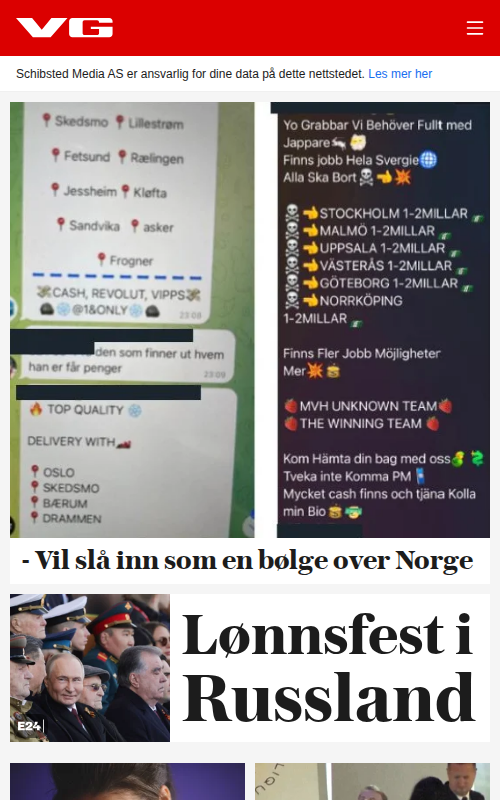 VG
Schibsted Media AS er ansvarlig for dine data på dette nettstedet. Les mer her
📍Skedsmo 📍Lillestrøm
📍Fetsund 📍Rælingen
📍Jessheim📍Kløfta
📍Sandvika 📍asker
📍Frogner
💸CASH, REVOLUT, VIPPS💸
@1&ONLY
23:09
den som finner ut hvem
han er får penger
23:09
🔥 TOP QUALITY ❄️
DELIVERY WITH🏎️
📍OSLO
📍SKEDSMO
📍BÆRUM
📍DRAMMEN
Yo Grabbar Vi Behöver Fullt med
Jappare
Finns jobb Hela Svergie🌐
Alla Ska Bort☠️👉💥
☠️👉STOCKHOLM 1-2MILLAR
☠️👉MALMÖ 1-2MILLAR
☠️👉UPPSALA 1-2MILLAR
☠️👉VÄSTERÅS 1-2MILLAR
☠️👉GÖTEBORG 1-2MILLAR
☠️👉NORRKÖPING
1-2MILLAR
Finns Fler Jobb Möjligheter
Mer💥
🍓MVH UNKNOWN TEAM🍓
🍓THE WINNING TEAM 🍓
Kom Hämta din bag med oss
Tveka inte Komma PM
Mycket cash finns och tjäna Kolla
min Bio
- Vil slå inn som en bølge over Norge
E24
Lønnsfest i
Russland